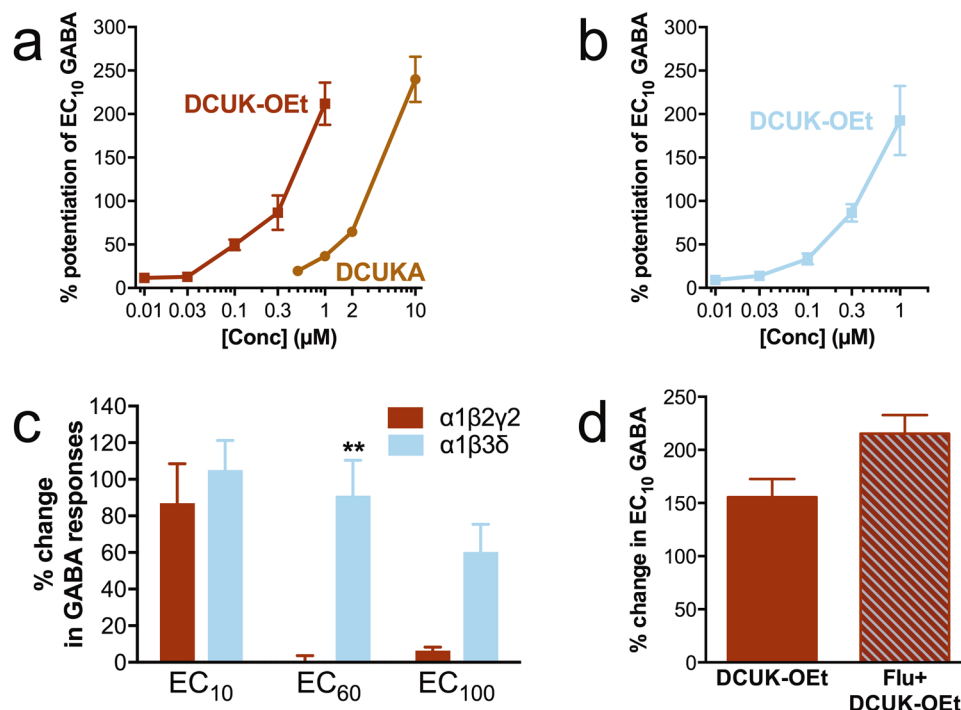 a
% potentiation of EC10 GABA
300
250
200
150
100
50
0
DCUK-OEt
DCUKA
0.01 0.03 0.1 0.3 1 2 10
[Conc] (µM)
b
% potentiation of EC10 GABA
300
250
200
150
100
50
0
DCUK-OEt
0.01 0.03 0.1 0.3 1
[Conc] (µM)
c
% change
in GABA responses
140
120
100
80
60
40
20
0
α1β2γ2
α1β3δ
**
EC10 EC60 EC100
d
% change in EC10 GABA
250
200
150
100
50
0
DCUK-OEt Flu+
DCUK-OEt